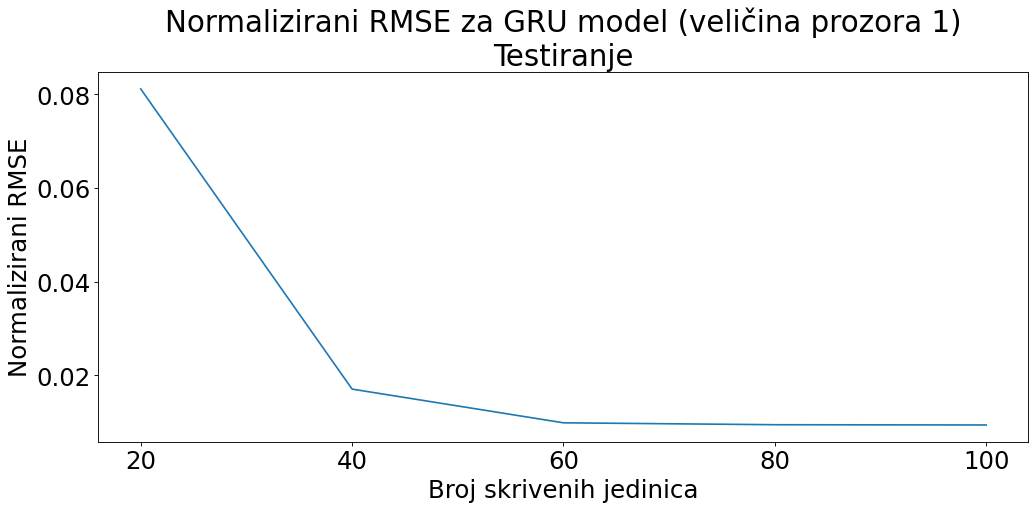 Normalizirani RMSE za GRU model (veličina prozora 1)
Testiranje
Normalizirani RMSE
0.08
0.06
0.04
0.02
20 40 60 80 100
Broj skrivenih jedinica